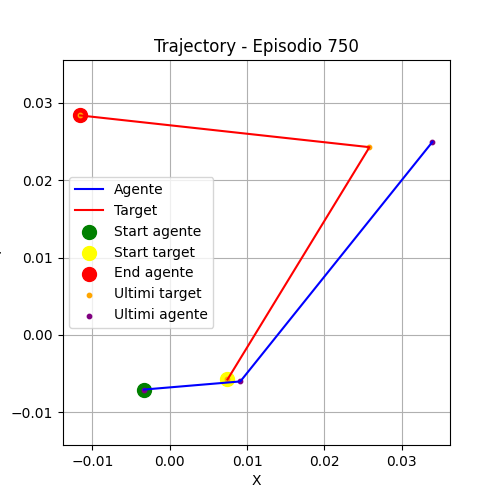 Trajectory - Episodio 750
0.03
0.02
0.01
0.00
−0.01
Agente
Target
Start agente
Start target
End agente
Ultimi target
Ultimi agente
−0.01 0.00 0.01 0.02 0.03
X